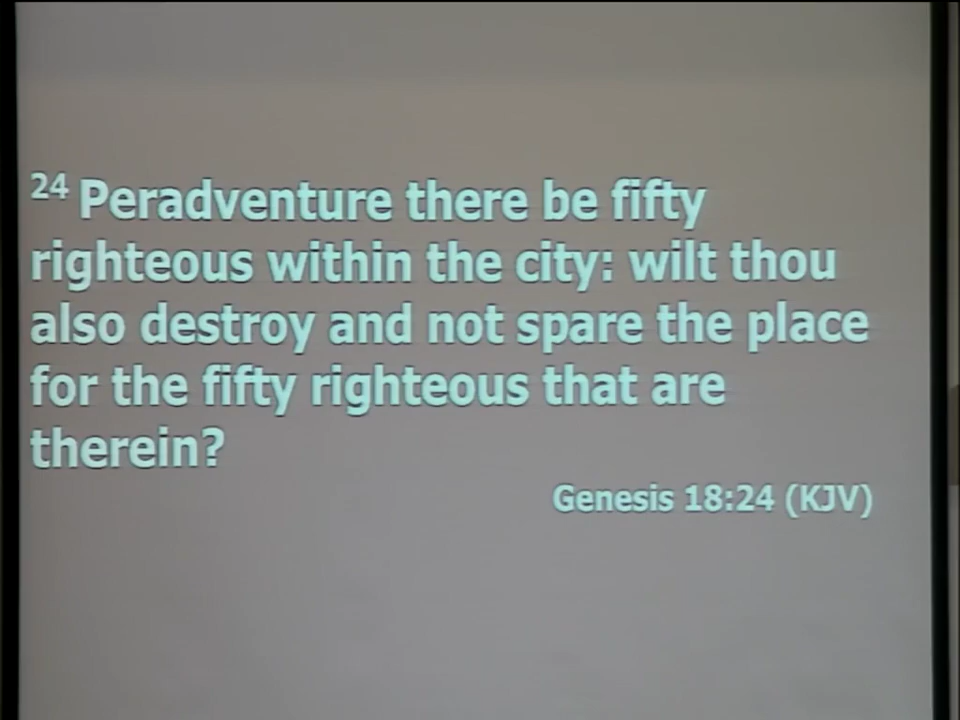 24 Peradventure there be fifty
righteous within the city: wilt thou
also destroy and not spare the place
for the fifty righteous that are
therein?
Genesis 18:24 (KJV)